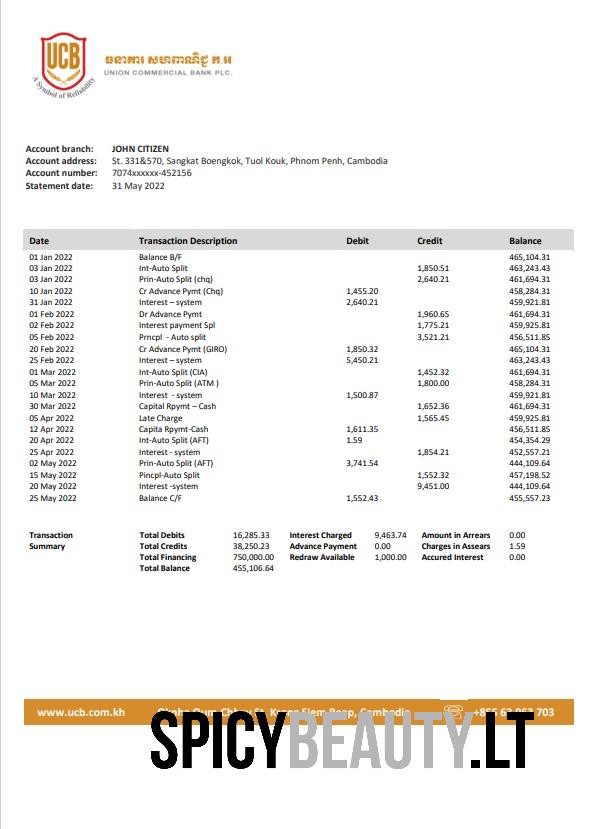 UCB
A Symbol of Reliability
ធនាគារ សហពាណិជ្ជ ភ.អ
UNION COMMERCIAL BANK PLC.
Account branch: JOHN CITIZEN
Account address: St. 331&570, Sangkat Boengkok, Tuol Kouk, Phnom Penh, Cambodia
Account number: 7074xxxxxx-452156
Statement date: 31 May 2022
Date Transaction Description Debit Credit Balance
01 Jan 2022 Balance B/F 465,104.31
03 Jan 2022 Int-Auto Split 1,850.51 463,243.43
03 Jan 2022 Prin-Auto Split (chq) 2,640.21 461,694.31
10 Jan 2022 Cr Advance Pymt (Chq) 1,455.20 458,284.31
31 Jan 2022 Interest – system 2,640.21 459,921.81
01 Feb 2022 Dr Advance Pymt 1,960.65 461,694.31
02 Feb 2022 Interest payment Spl 1,775.21 459,925.81
05 Feb 2022 Prncpl - Auto split 3,521.21 456,511.85
20 Feb 2022 Cr Advance Pymt (GIRO) 1,850.32 465,104.31
25 Feb 2022 Interest – system 5,450.21 463,243.43
01 Mar 2022 Int-Auto Split (CIA) 1,452.32 461,694.31
05 Mar 2022 Prin-Auto Split (ATM ) 1,800.00 458,284.31
10 Mar 2022 Interest - system 1,500.87 459,921.81
30 Mar 2022 Capital Rpymt – Cash 1,652.36 461,694.31
05 Apr 2022 Late Charge 1,565.45 459,925.81
12 Apr 2022 Capita Rpymt-Cash 1,611.35 456,511.85
20 Apr 2022 Int-Auto Split (AFT) 1.59 454,354.29
25 Apr 2022 Interest - system 1,854.21 452,557.21
02 May 2022 Prin-Auto Split (AFT) 3,741.54 444,109.64
15 May 2022 Pincpl-Auto Split 1,552.32 457,198.52
20 May 2022 Interest -system 9,451.00 444,109.64
25 May 2022 Balance C/F 1,552.43 455,557.23
Transaction Total Debits 16,285.33 Interest Charged 9,463.74 Amount in Arrears 0.00
Summary Total Credits 38,250.23 Advance Payment 0.00 Charges in Assears 1.59
Total Financing 750,000.00 Redraw Available 1,000.00 Accured Interest 0.00
Total Balance 455,106.64
www.ucb.com.kh Cambodia 703
SPICYBEAUTY.LT